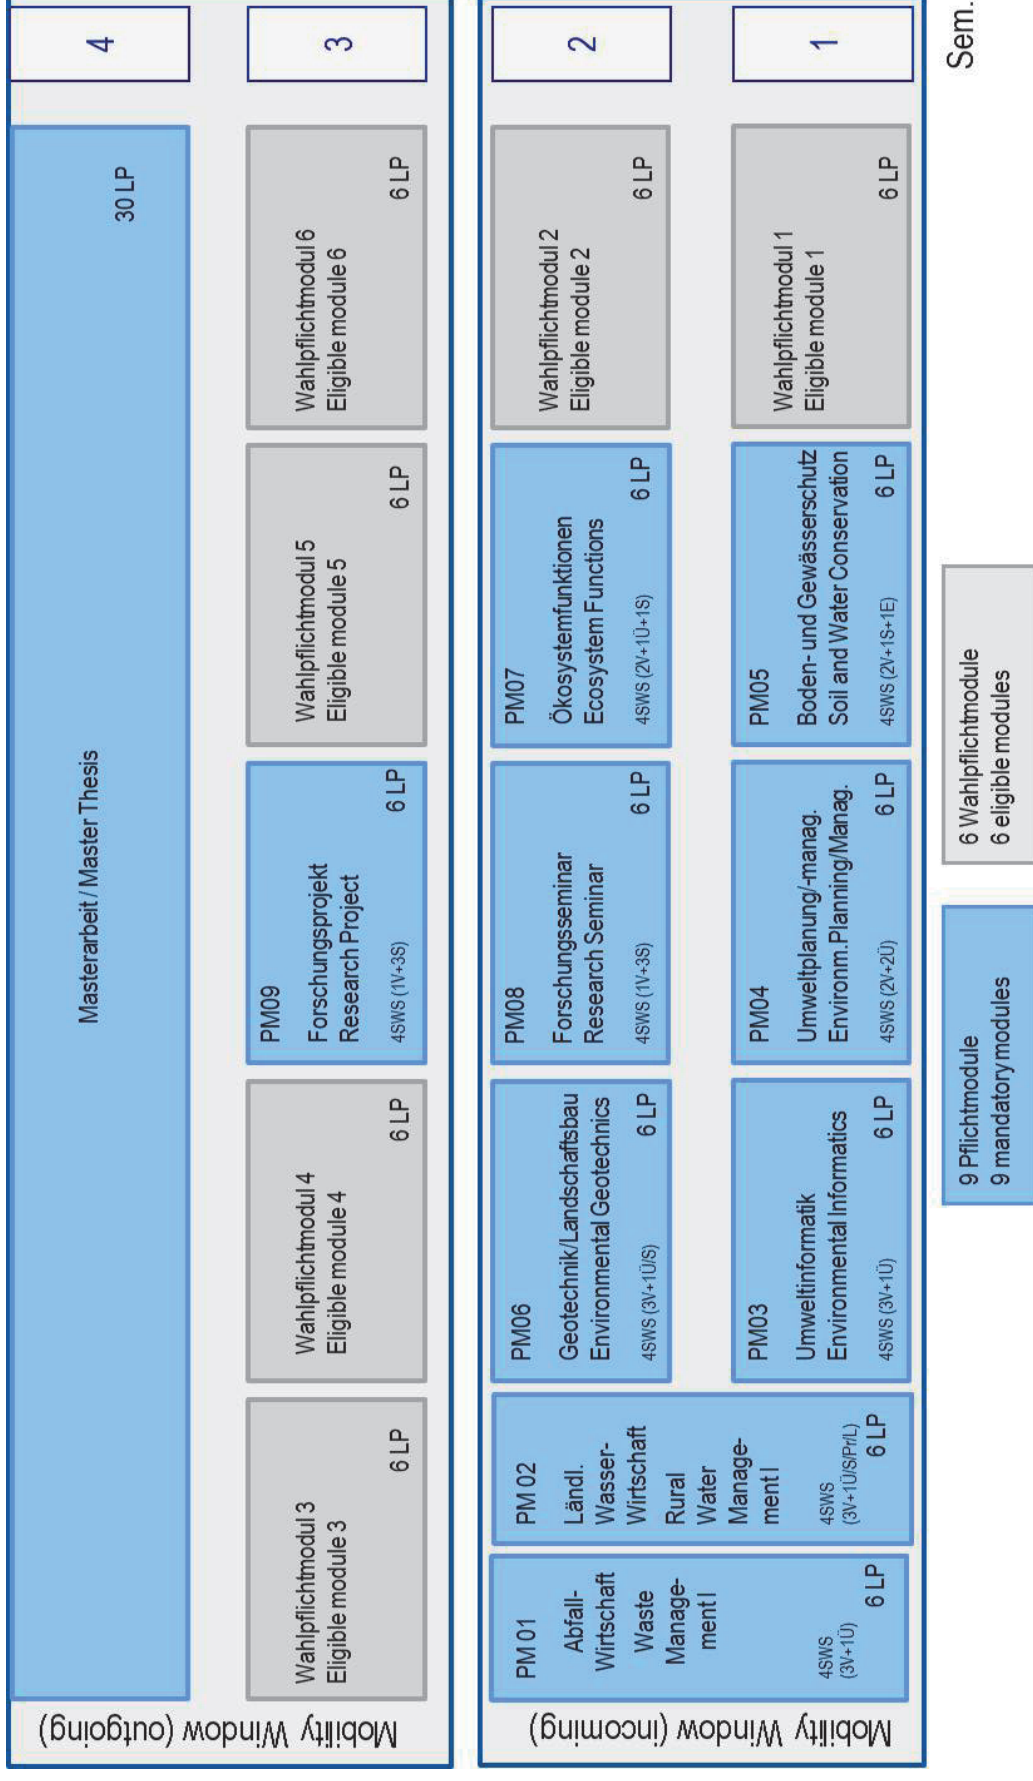 Mobility Window (outgoing)
Masterarbeit / Master Thesis
30 LP
4
Wahlpflichtmodul 3
Eligible module 3
6 LP
Wahlpflichtmodul 4
Eligible module 4
6 LP
PM09
Forschungsprojekt
Research Project
4SWS (1V+3S)
6 LP
Wahlpflichtmodul 5
Eligible module 5
6 LP
Wahlpflichtmodul 6
Eligible module 6
6 LP
3
Mobility Window (incoming)
PM 01
Abfall-
Wirtschaft
Waste
Manage-
ment I
4SWS
(3V+1Ü)
6 LP
PM 02
Ländl.
Wasser-
Wirtschaft
Rural
Water
Manage-
ment I
4SWS
(3V+1Ü/S/Pr/L)
6 LP
PM06
Geotechnik/Landschaftsbau
Environmental Geotechnics
6 LP
4SWS (3V+1Ü/S)
PM08
Forschungsseminar
Research Seminar
4SWS (1V+3S)
6 LP
PM07
Ökosystemfunktionen
Ecosystem Functions
4SWS (2V+1Ü+1S)
6 LP
Wahlpflichtmodul 2
Eligible module 2
6 LP
2
PM03
Umweltinformatik
Environmental Informatics
4SWS (3V+1Ü)
6 LP
PM04
Umweltplanung/-manag.
Environm.Planning/Manag.
4SWS (2V+2Ü)
6 LP
PM05
Boden- und Gewässerschutz
Soil and Water Conservation
4SWS (2V+1S+1E)
6 LP
Wahlpflichtmodul 1
Eligible module 1
6 LP
1
Sem.
9 Pflichtmodule
9 mandatory modules
6 Wahlpflichtmodule
6 eligible modules